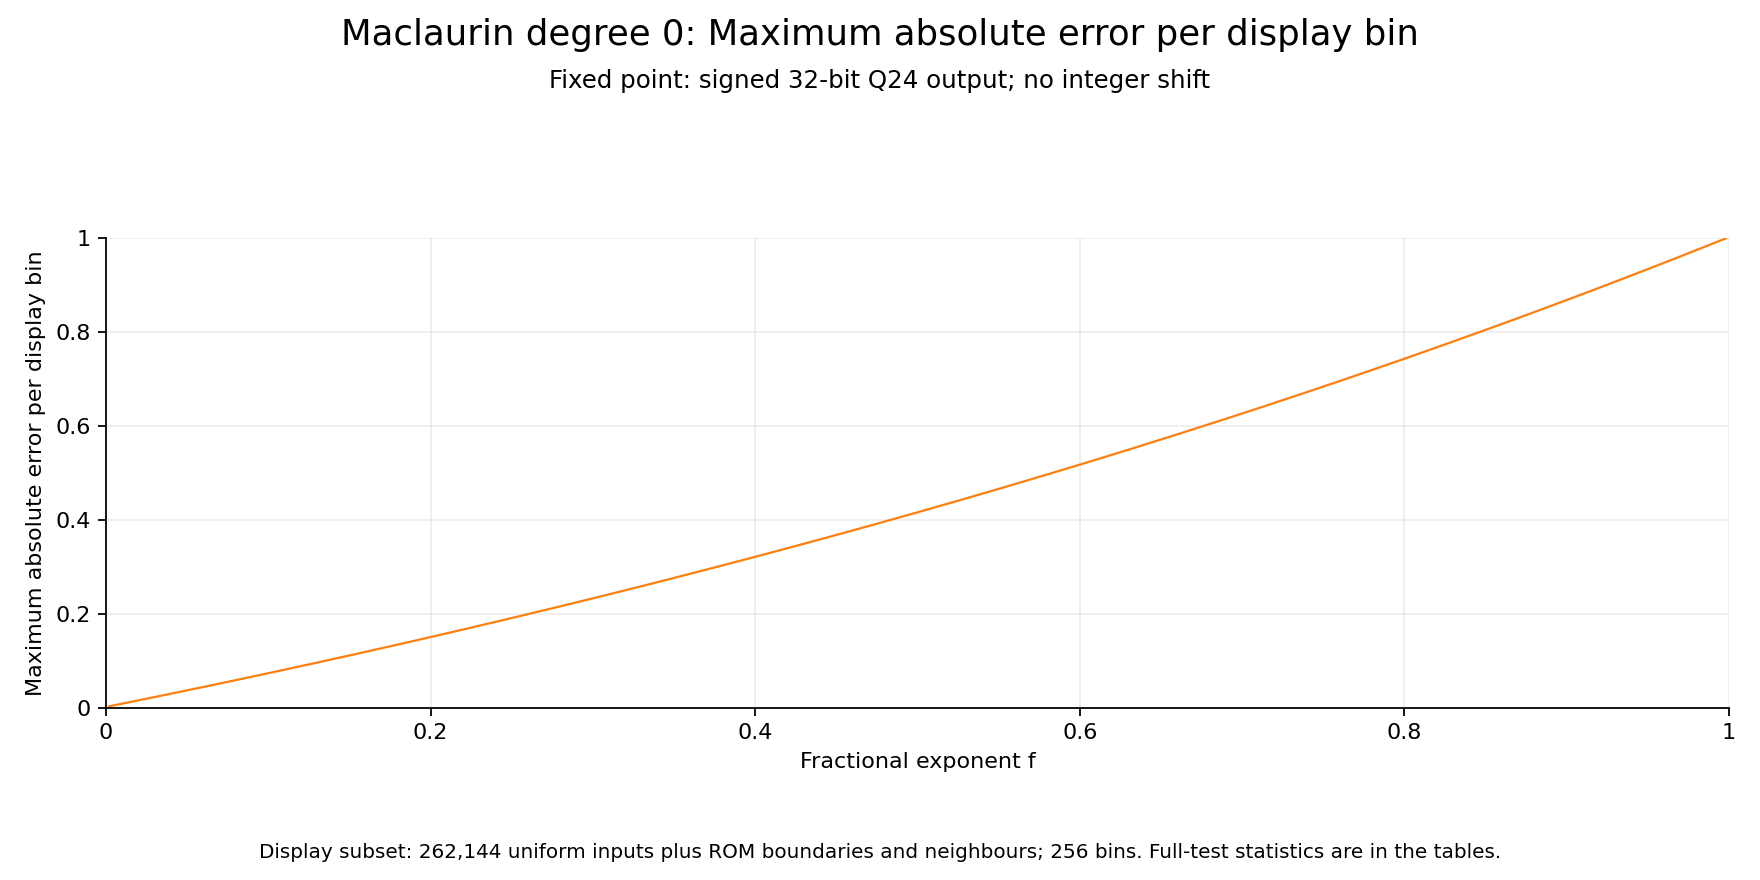 Maclaurin degree 0: Maximum absolute error per display bin
Fixed point: signed 32-bit Q24 output; no integer shift
Maximum absolute error per display bin
1
0.8
0.6
0.4
0.2
0
0 0.2 0.4 0.6 0.8 1
Fractional exponent f
Display subset: 262,144 uniform inputs plus ROM boundaries and neighbours; 256 bins. Full-test statistics are in the tables.